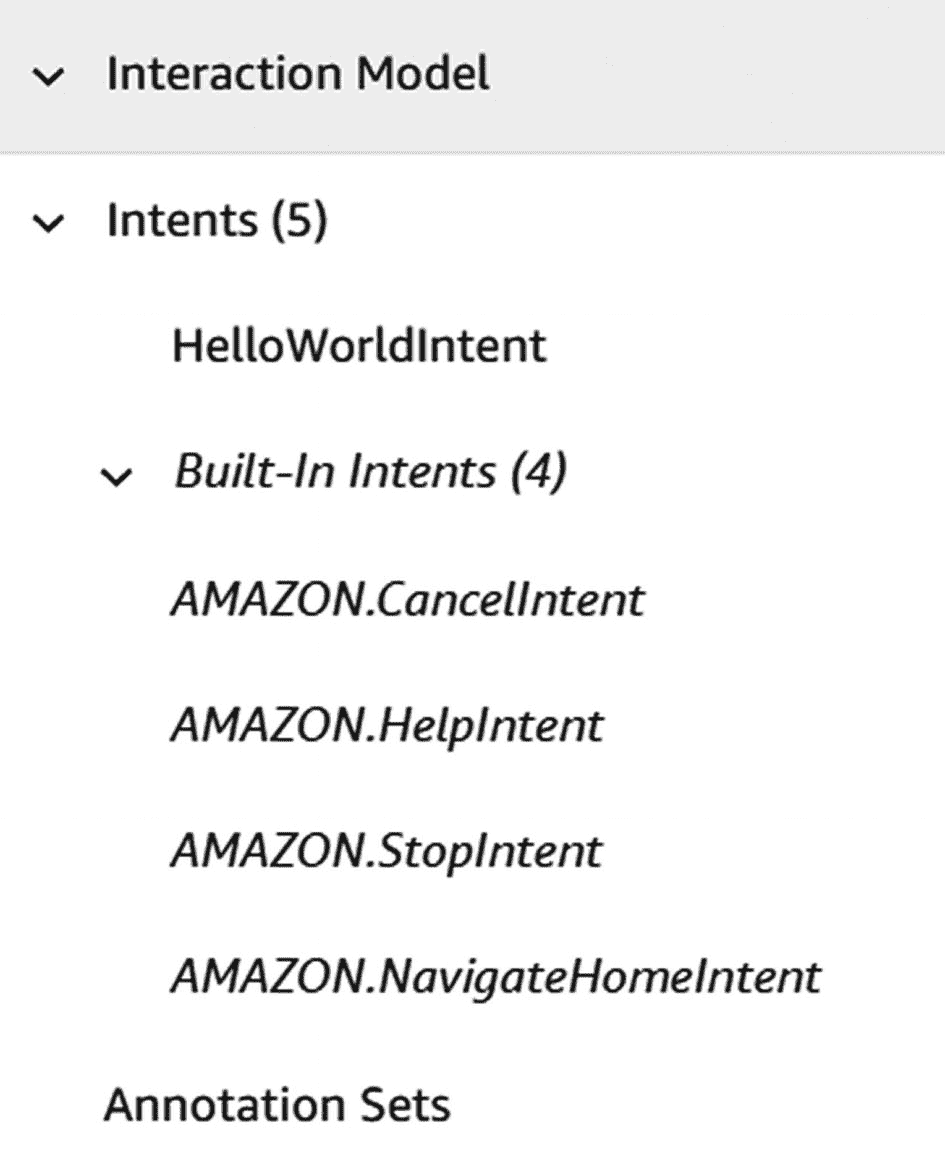 Interaction Model
Intents (5)
HelloWorldIntent
Built-In Intents (4)
AMAZON.CancelIntent
AMAZON.HelpIntent
AMAZON.StopIntent
AMAZON.NavigateHomeIntent
Annotation Sets